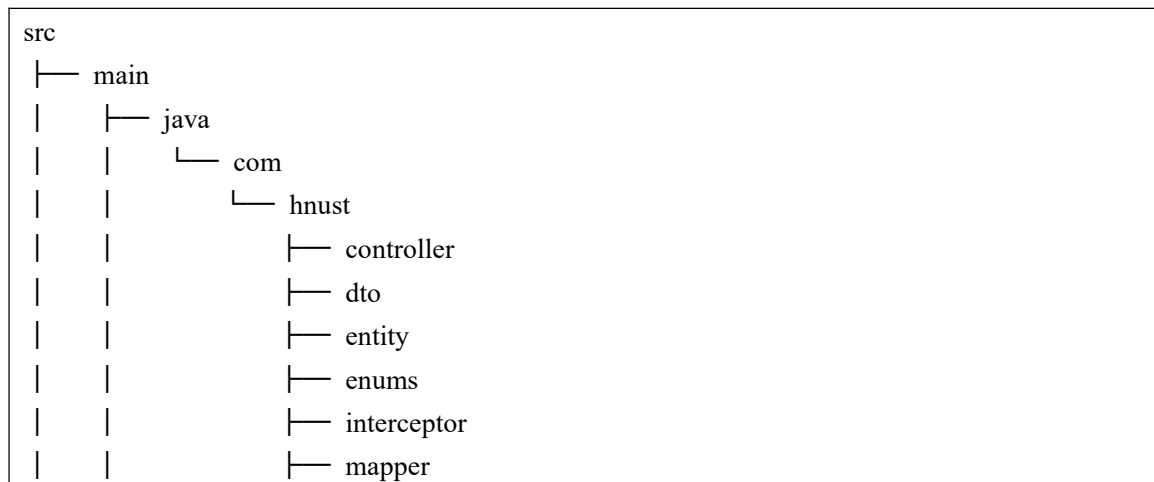 src
├── main
│ ├── java
│ │ └── com
│ │ └── hnust
│ │ ├── controller
│ │ ├── dto
│ │ ├── entity
│ │ ├── enums
│ │ ├── interceptor
│ │ ├── mapper